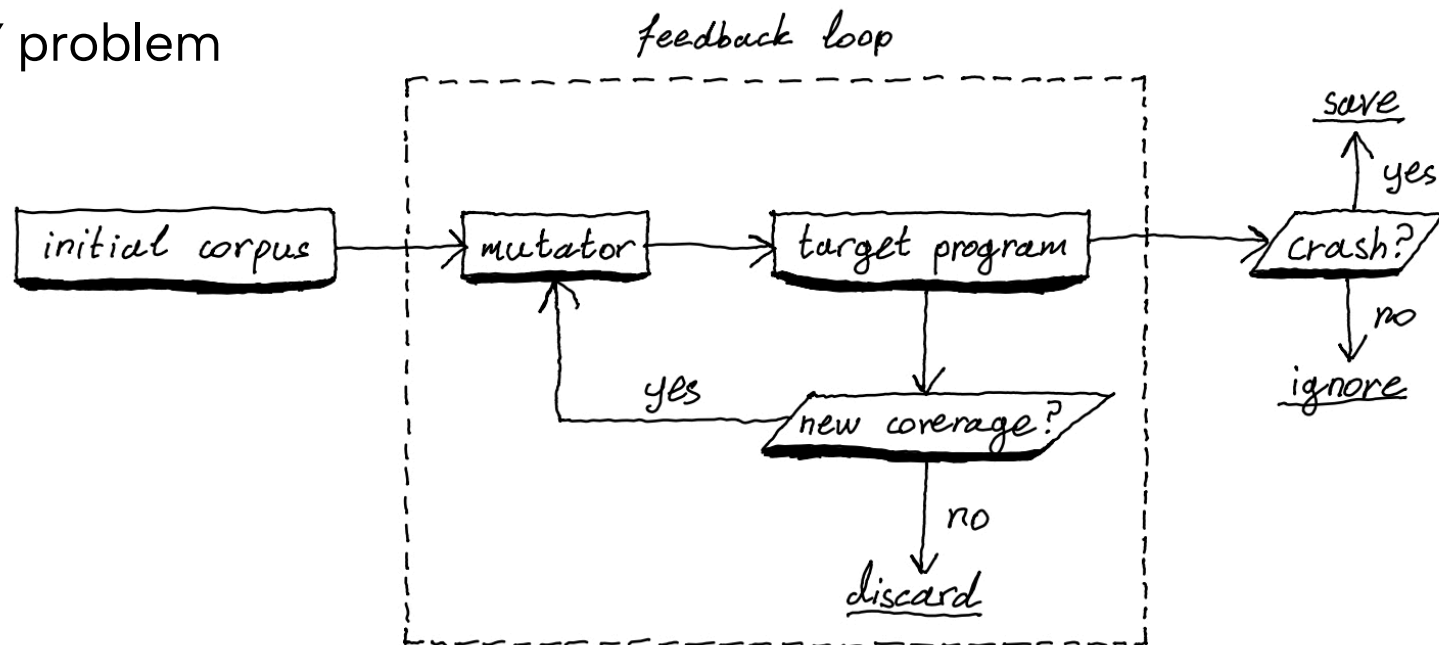 problem
feedback loop
save
yes
initial corpus
mutator
target program
crash?
no
ignore
yes
new coverage?
no
discard